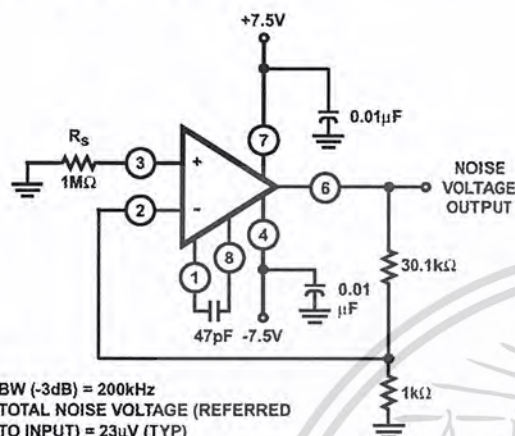 +7.5V
0.01µF
7
R_S
1MΩ
3
+
2
-
6
NOISE
VOLTAGE
OUTPUT
4
8
1
47pF
-7.5V
0.01
µF
30.1kΩ
1kΩ
BW (-3dB) = 200kHz
TOTAL NOISE VOLTAGE (REFERRED
TO INPUT) = 23µV (TYP)